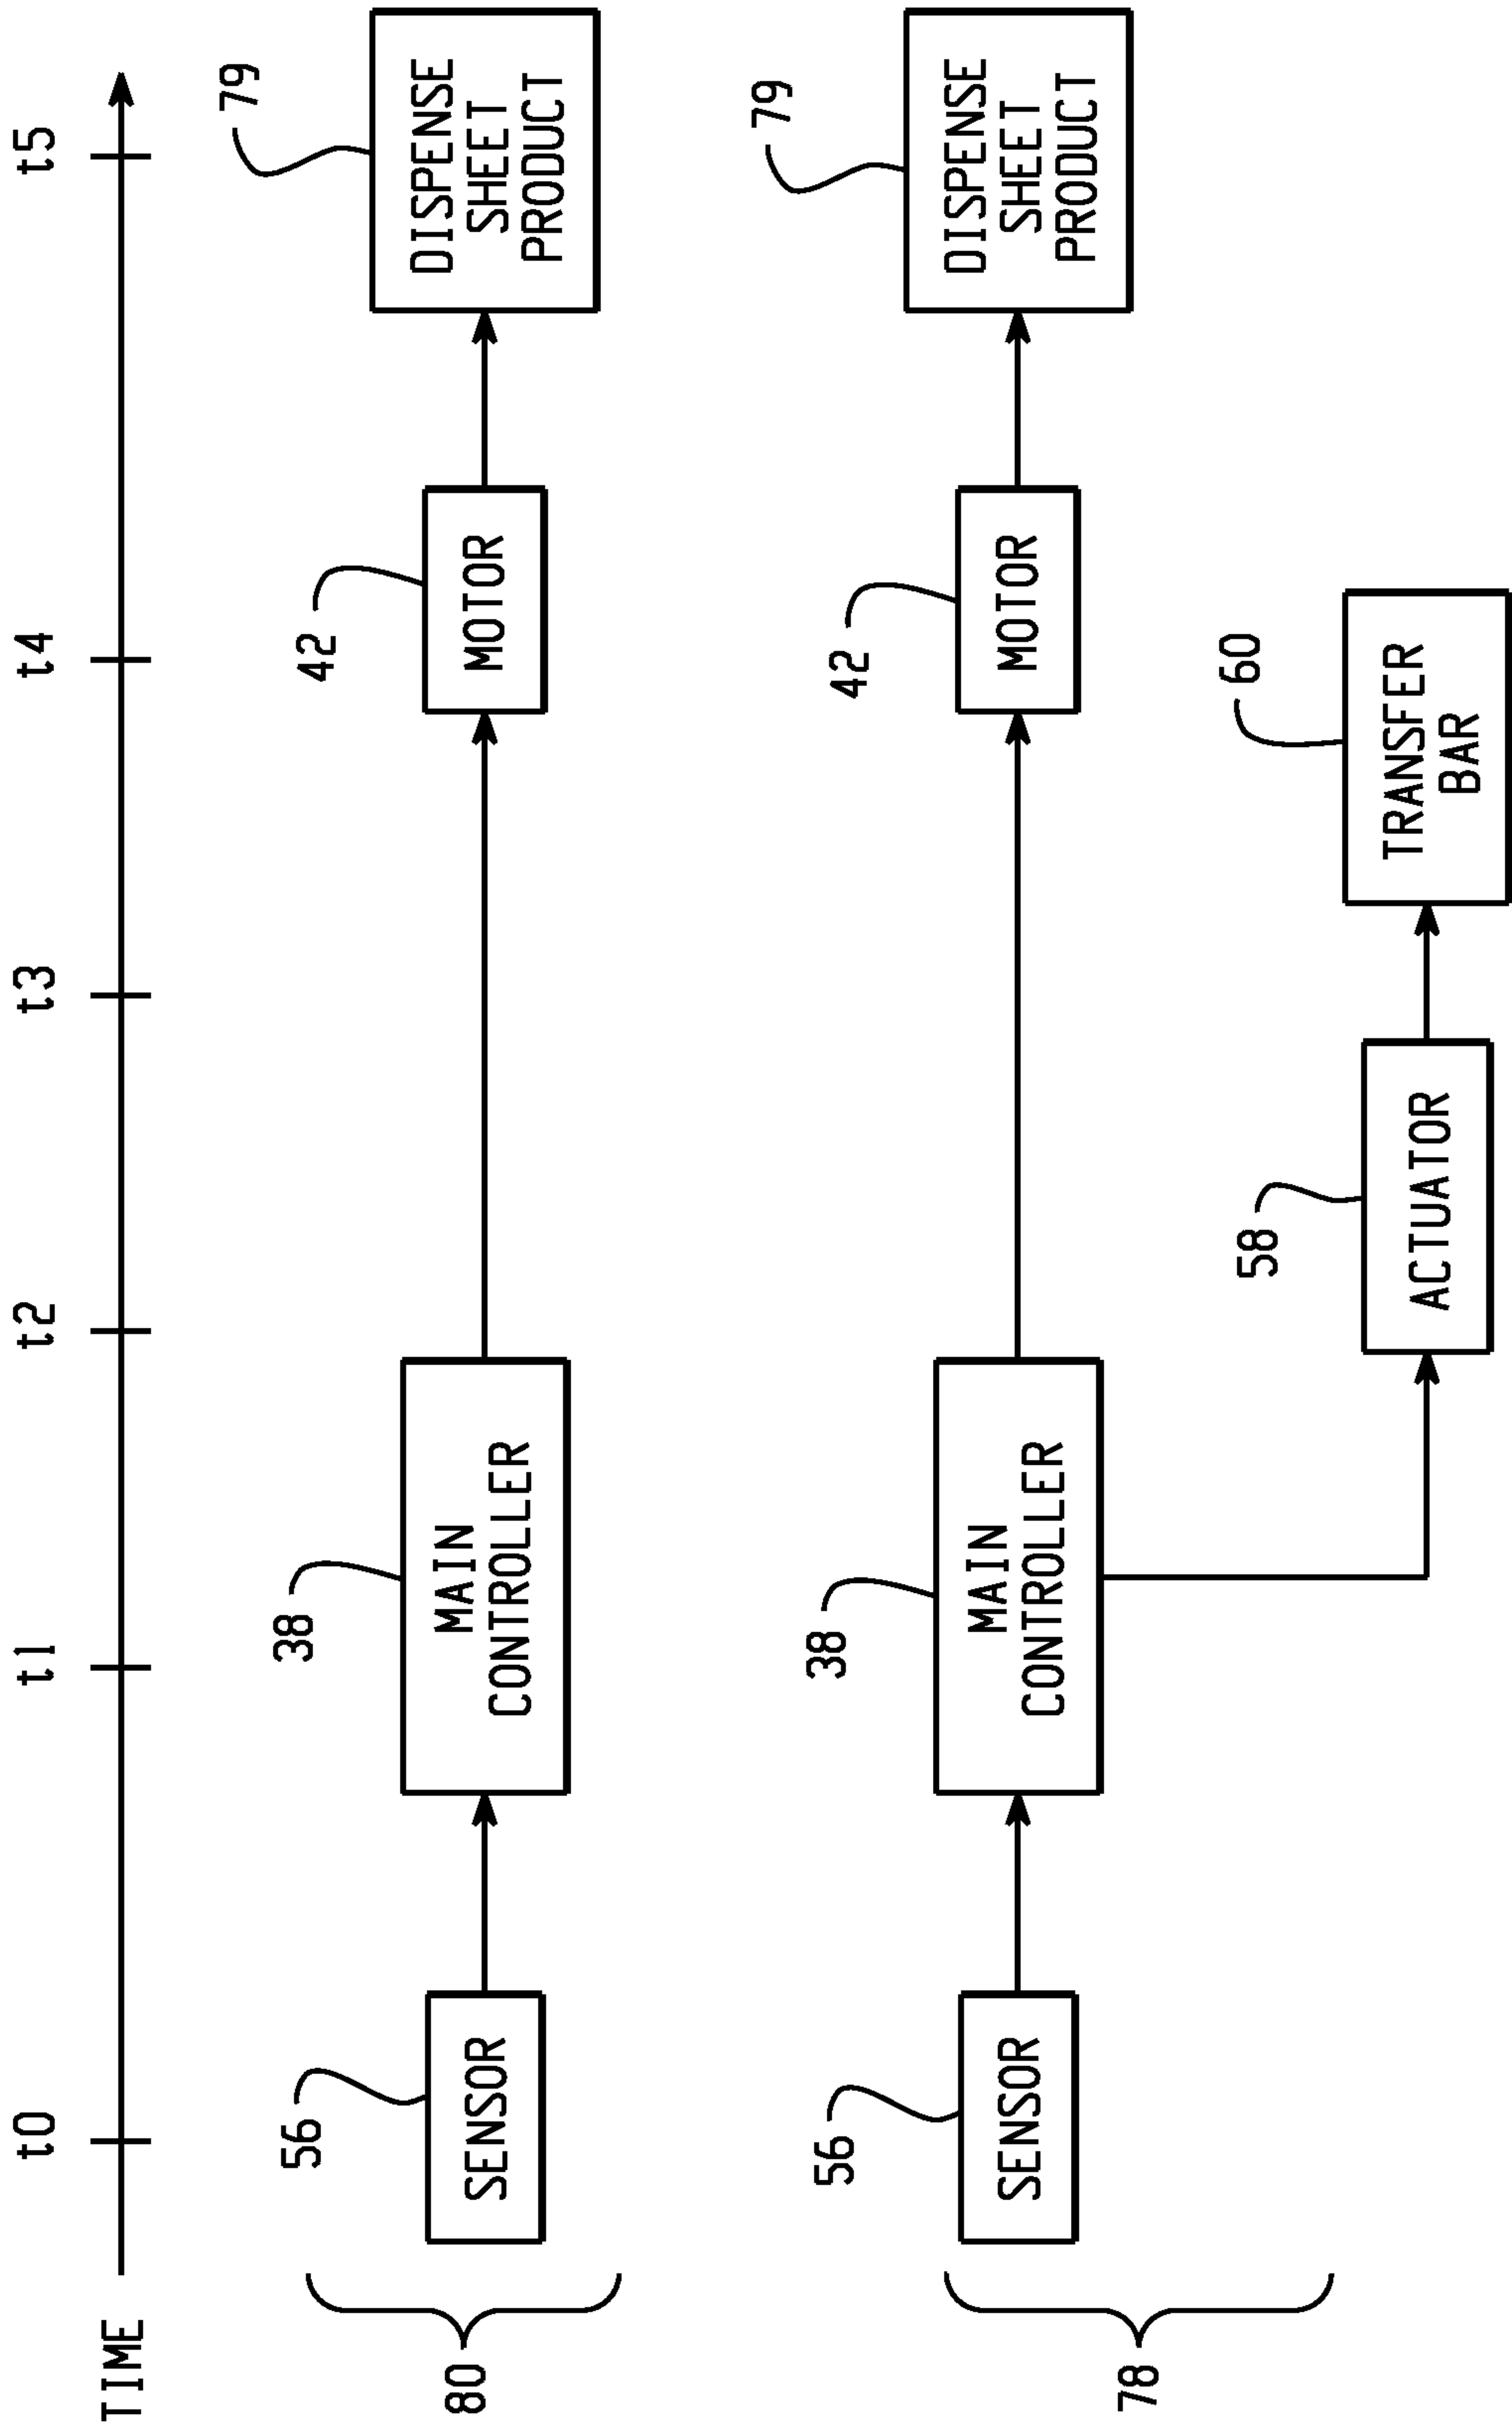 TIME
t0
t1
t2
t3
t4
t5
80
56
SENSOR
38
MAIN
CONTROLLER
42
MOTOR
79
DISPENSE
SHEET
PRODUCT
78
56
SENSOR
38
MAIN
CONTROLLER
42
MOTOR
79
DISPENSE
SHEET
PRODUCT
58
ACTUATOR
60
TRANSFER
BAR